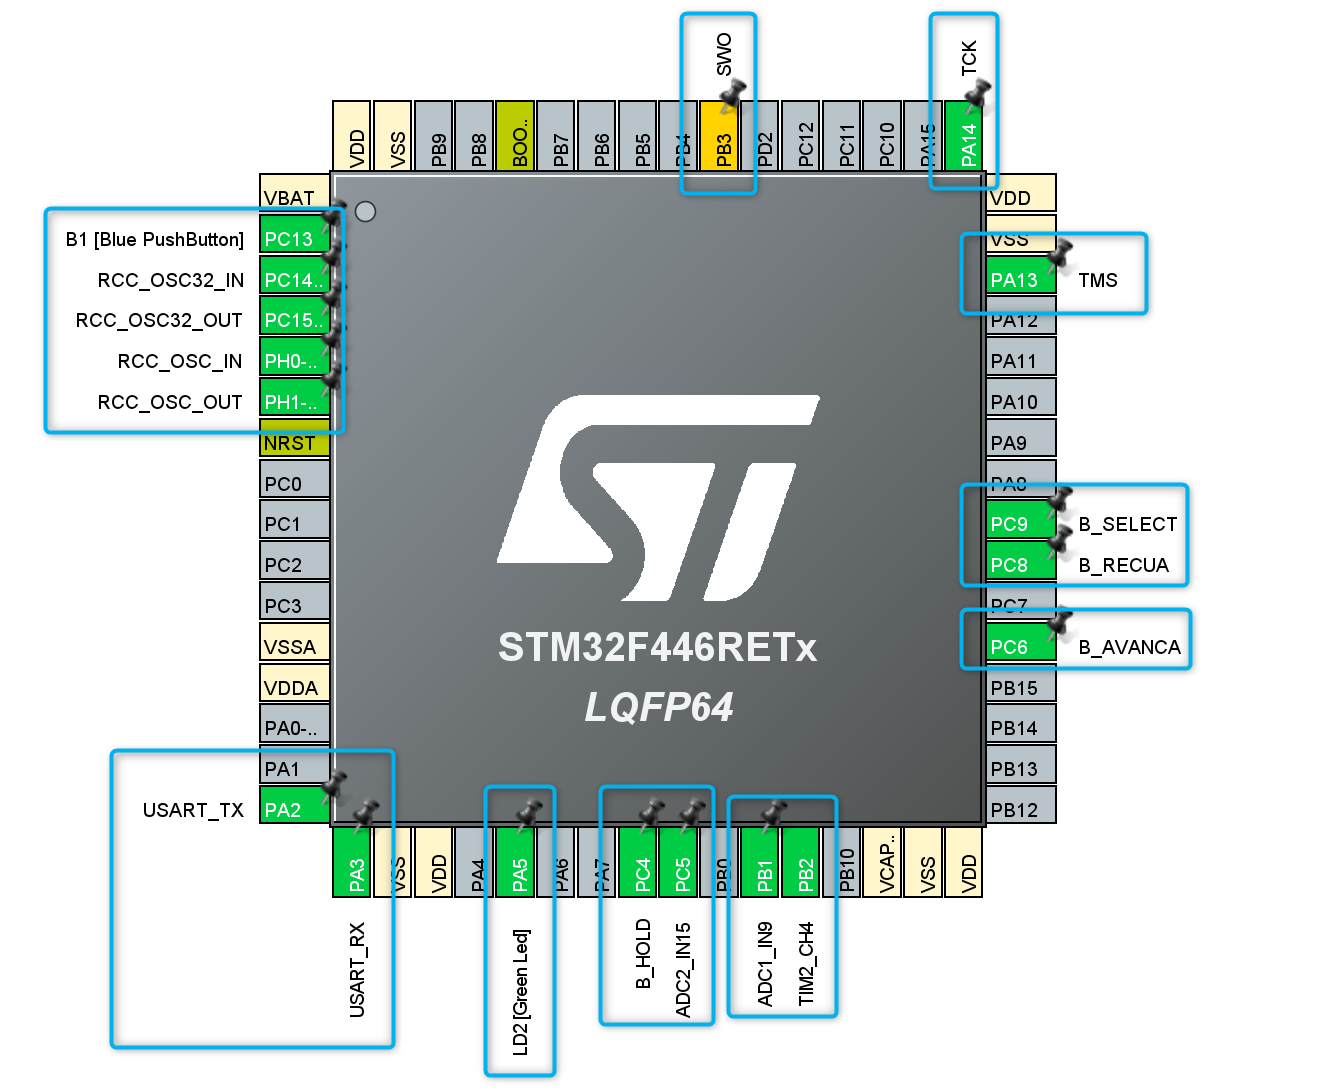 SWO
TCK
VDD
VSS
PB9
PB8
BOO..
PB7
PB6
PB5
PB4
PB3
PD2
PC12
PC11
PC10
PA15
PA14
VBAT
B1 [Blue PushButton] PC13
RCC_OSC32_IN PC14..
RCC_OSC32_OUT PC15..
RCC_OSC_IN PH0-..
RCC_OSC_OUT PH1-..
NRST
PC0
PC1
PC2
PC3
VSSA
VDDA
PA0-..
PA1
USART_TX PA2
VDD
VSS
PA13 TMS
PA12
PA11
PA10
PA9
PA8
PC9 B_SELECT
PC8 B_RECUA
PC7
PC6 B_AVANCA
PB15
PB14
PB13
PB12
ST
STM32F446RETx
LQFP64
PA3
VSS
VDD
PA4
PA5
PA6
PA7
PC4
PC5
PB0
PB1
PB2
PB10
VCAP..
VSS
VDD
USART_RX
LD2 [Green Led]
B_HOLD
ADC2_IN15
ADC1_IN9
TIM2_CH4